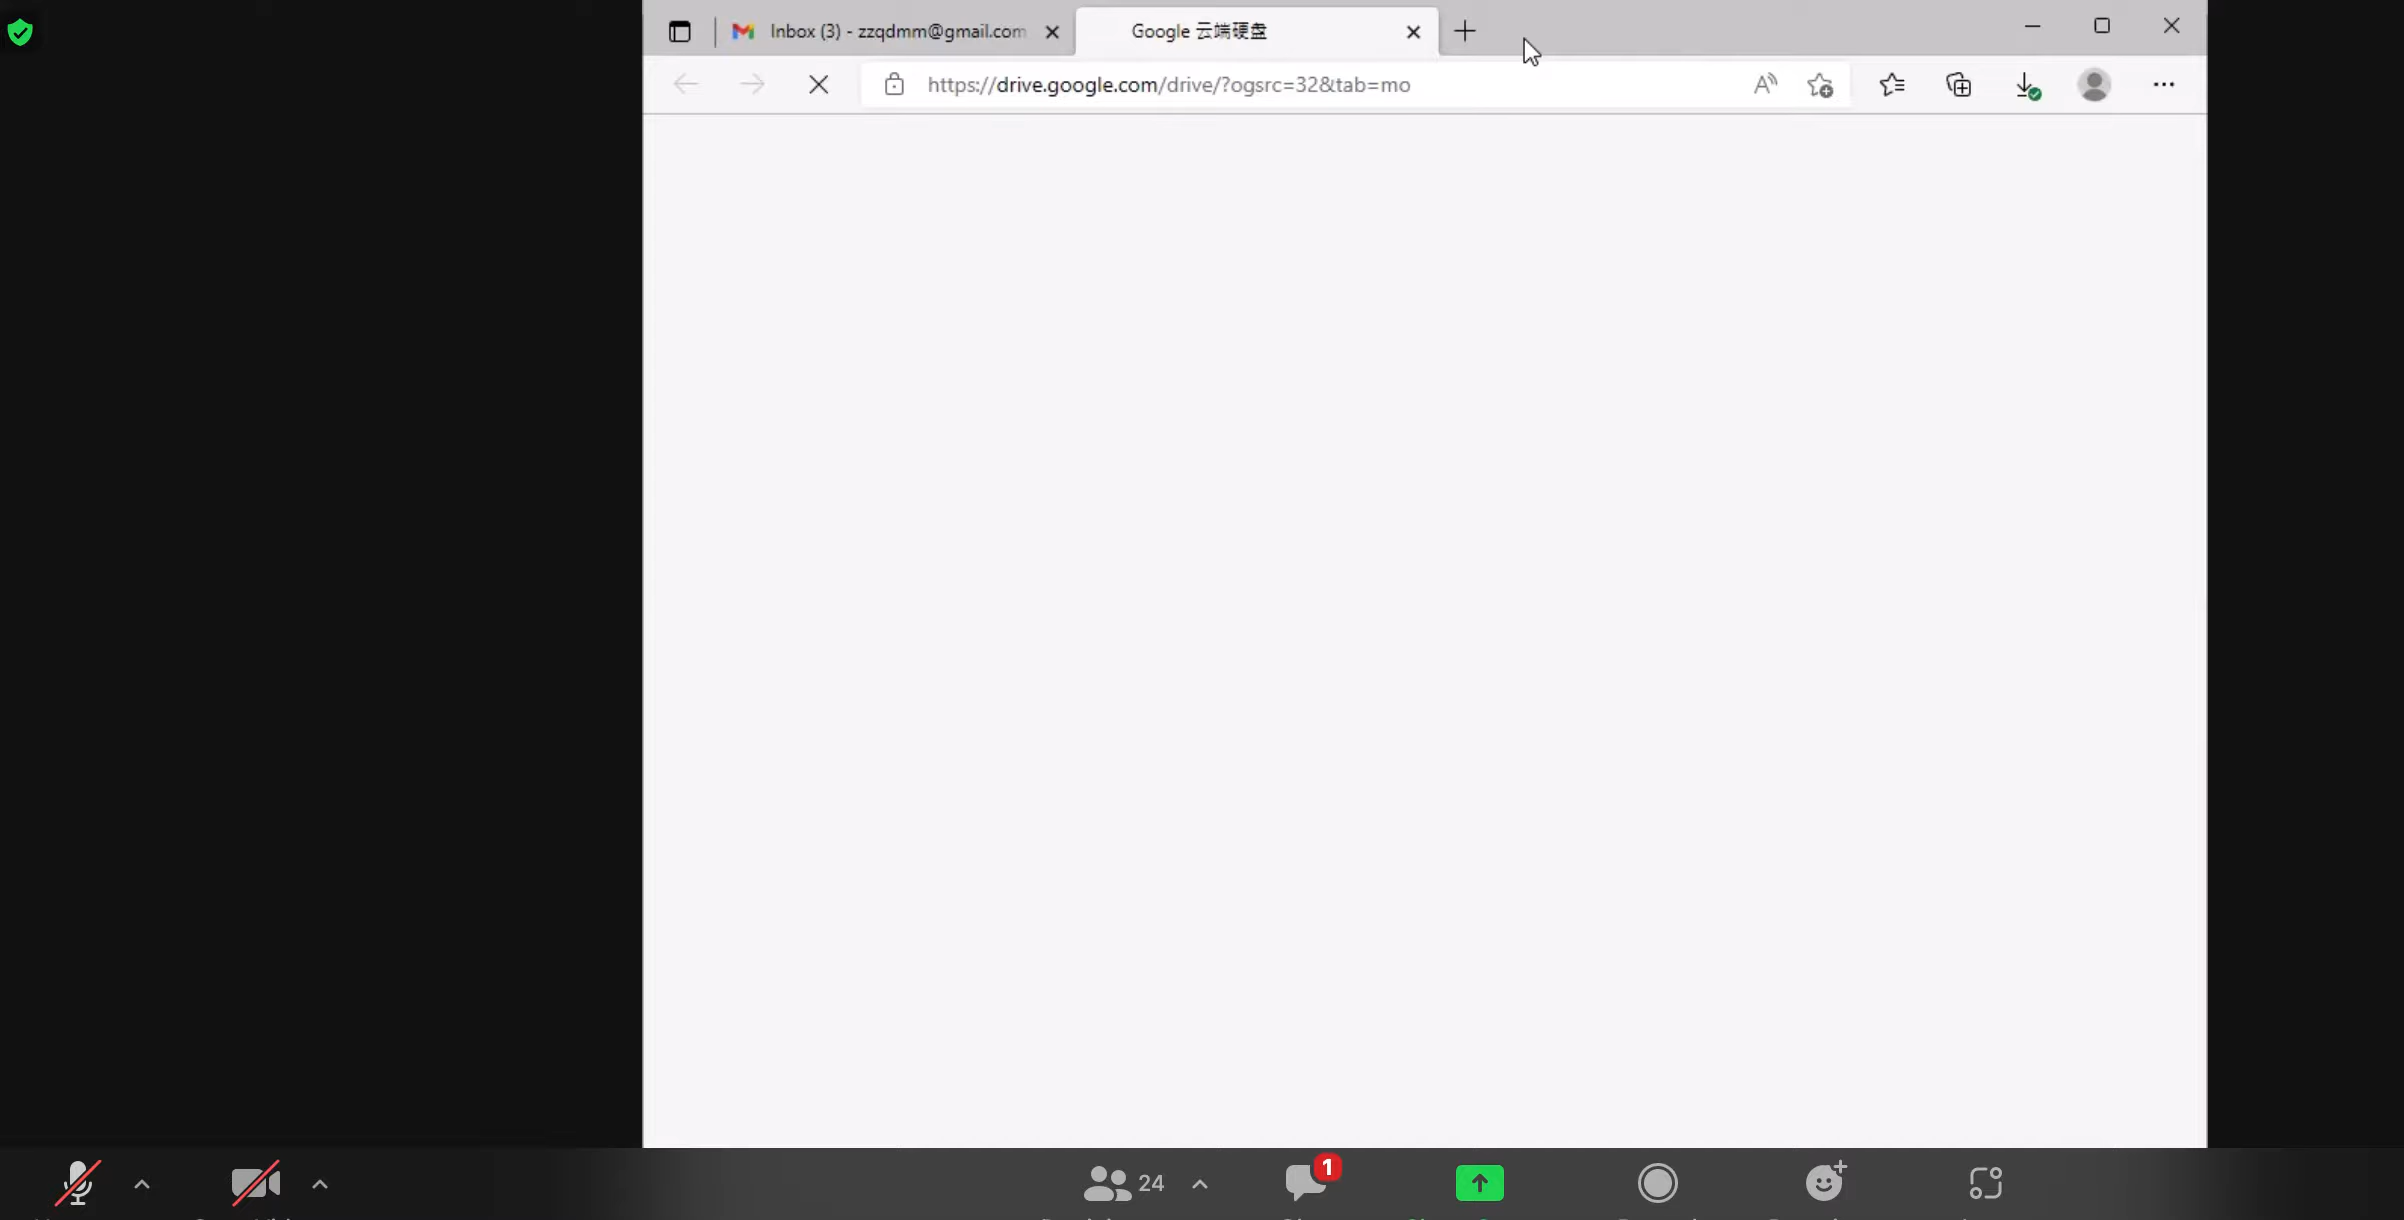 Inbox (3) - zzqdmm@gmail.com
Google 云端硬盘
https://drive.google.com/drive/?ogsrc=32&tab=mo
24
1